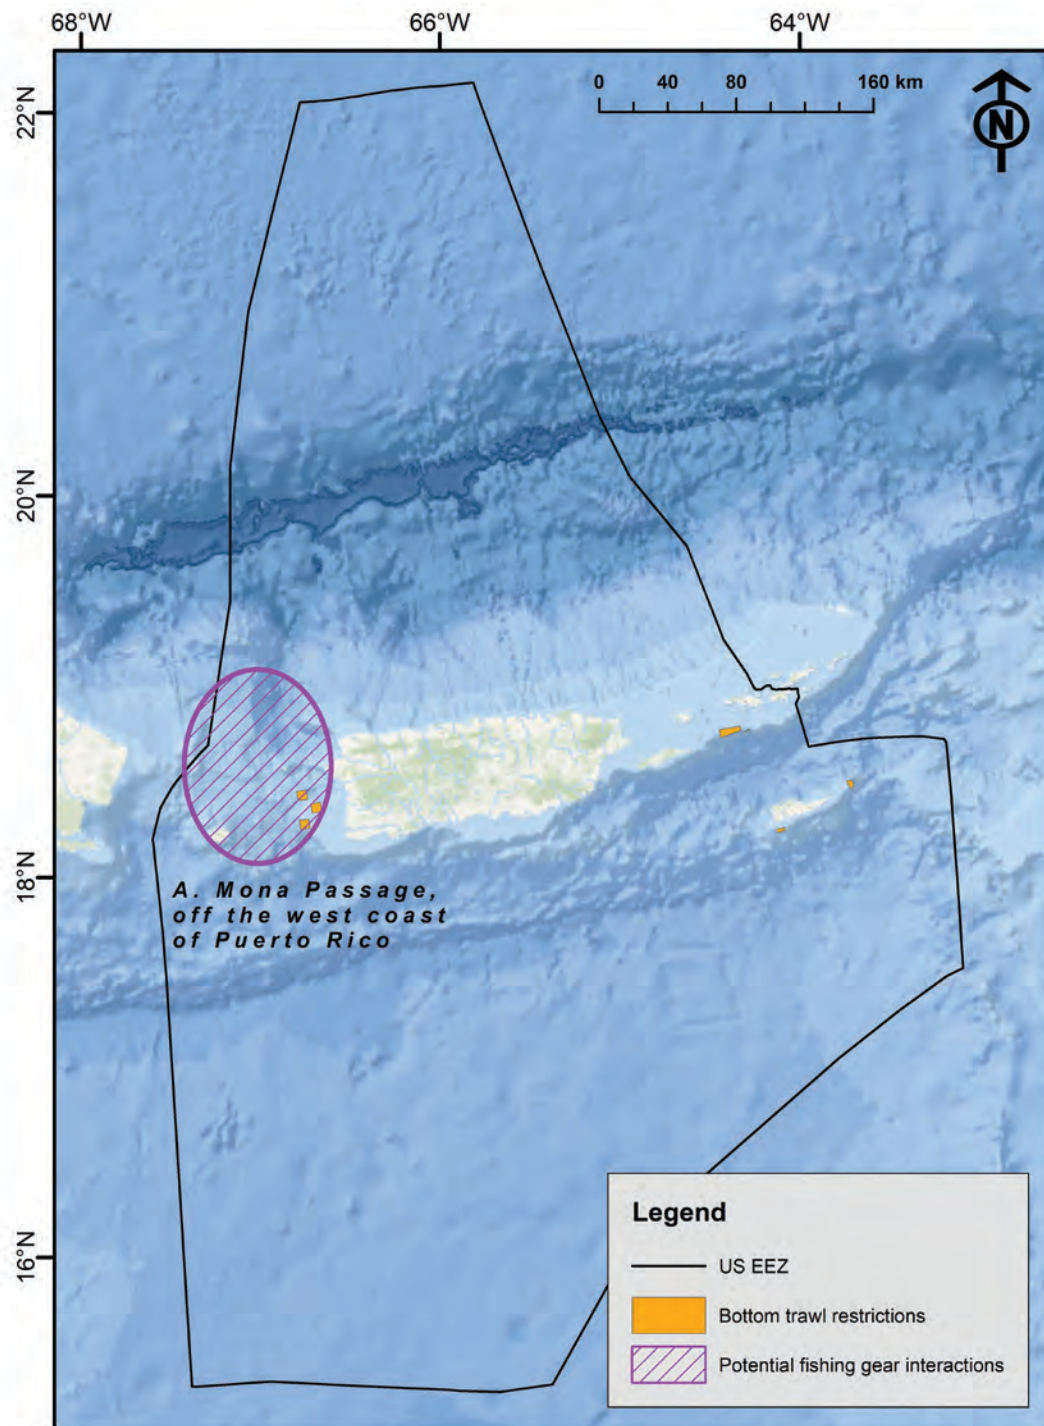 68°W 66°W 64°W
0 40 80 160 km
N
22°N
20°N
18°N
16°N
A. Mona Passage,
off the west coast
of Puerto Rico
Legend
US EEZ
Bottom trawl restrictions
Potential fishing gear interactions